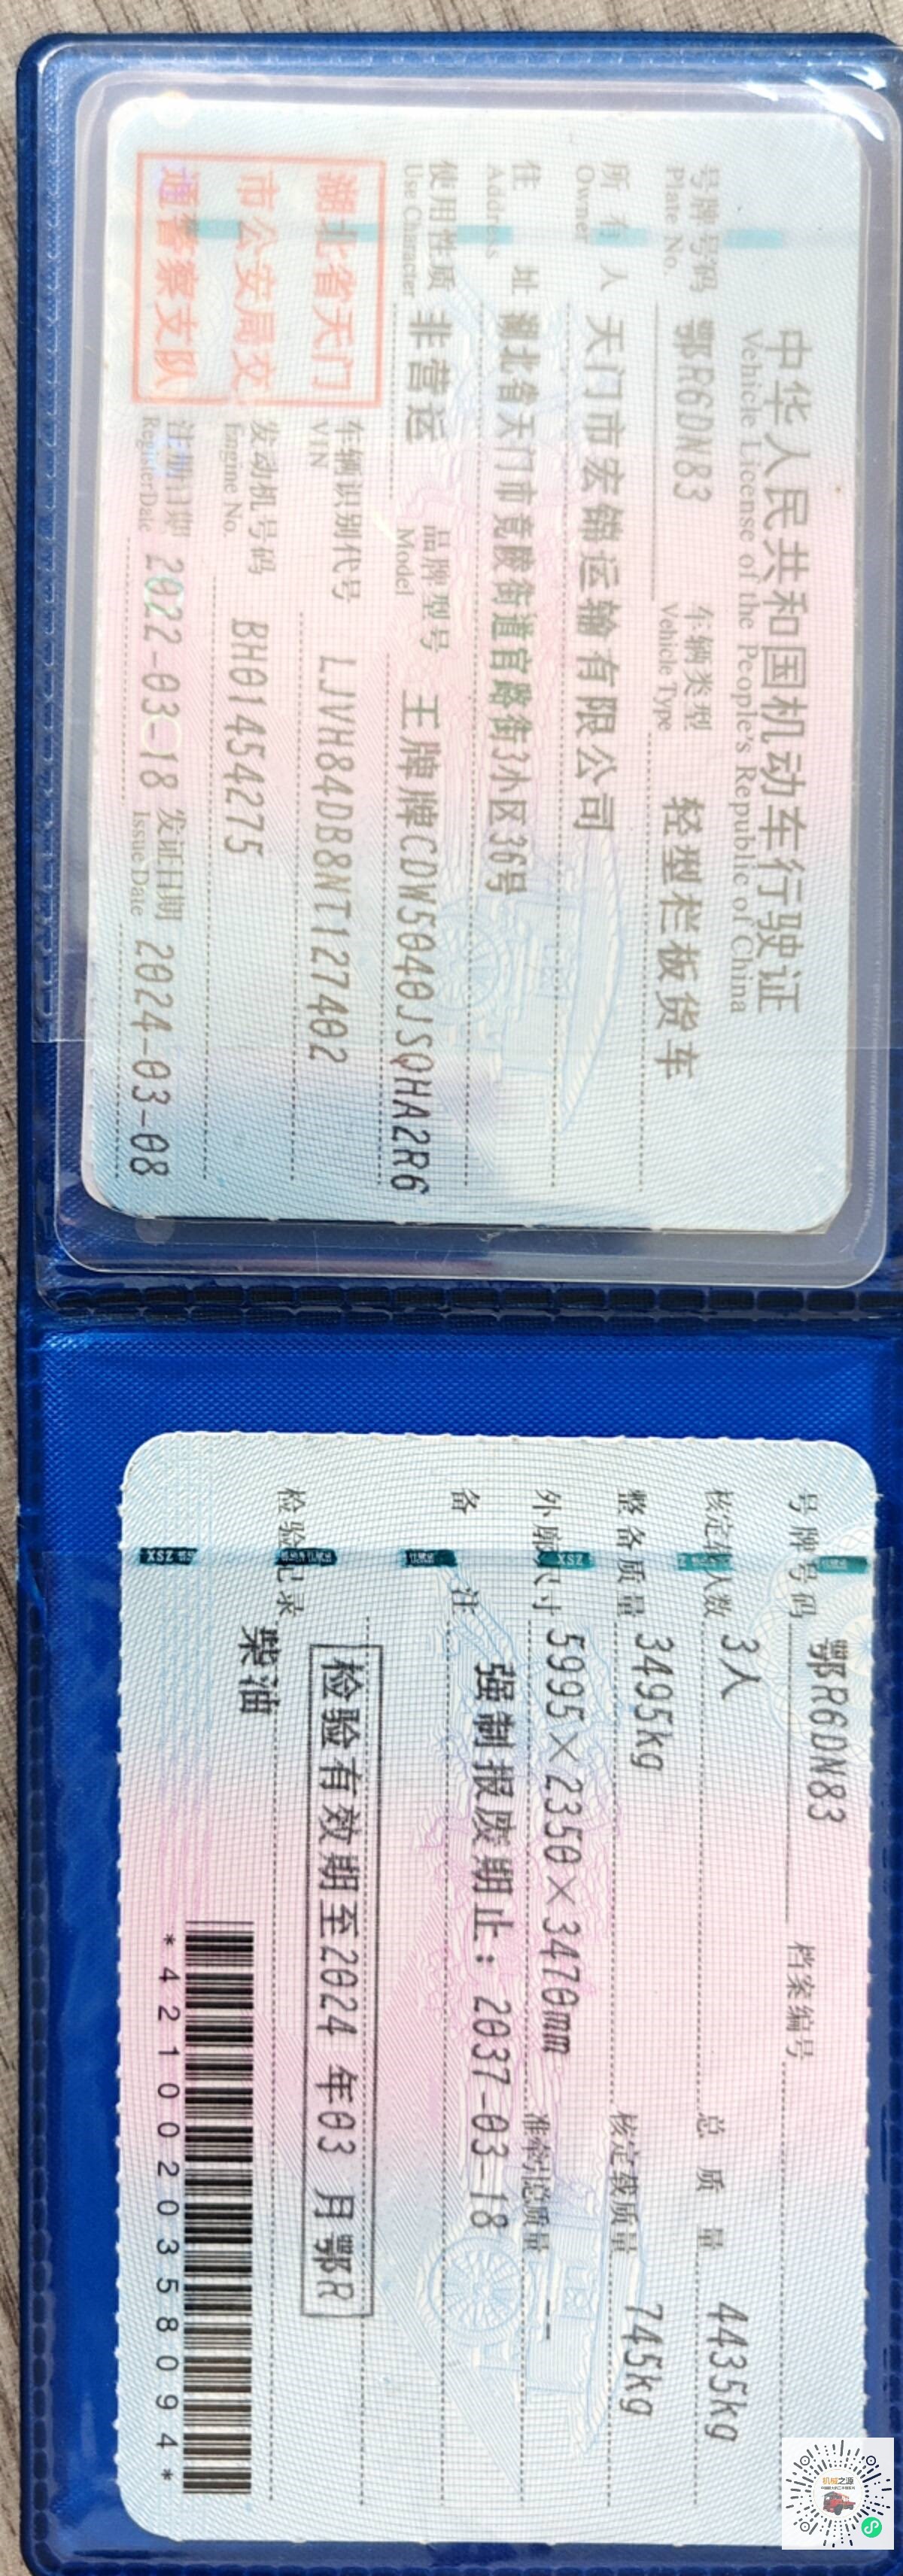 中华人民共和国机动车行驶证
Vehicle License of the People's Republic of China
号牌号码 鄂R6DN83 车辆类型 轻型栏板货车
Plate No. Vehicle Type
所有人 天门市宏锦运输有限公司
Owner
住址 湖北省天门市竟陵街道官路街3小区36号
Address
使用性质 非营运 品牌型号 王牌牌CDW5040JSQHA2R6
Use Character Model
湖北省天门
市公安局交
通警察支队
车辆识别代号 LJVH84DB8NT127402
VIN
发动机号码 BH01454275
Engine No.
注册日期 2022-03-18 发证日期 2024-03-08
Register Date Issue Date
号牌号码 鄂R6DN83 档案编号
核定载人数 3人 总质量 4435kg
整备质量 3495kg 核定载质量 745kg
外廓尺寸 5995×2350×3470mm 准牵引总质量 --
备注 强制报废期止：2037-03-18
检验有效期至2024年03月鄂R
检验记录
柴油
*4210020358094*
机械之源